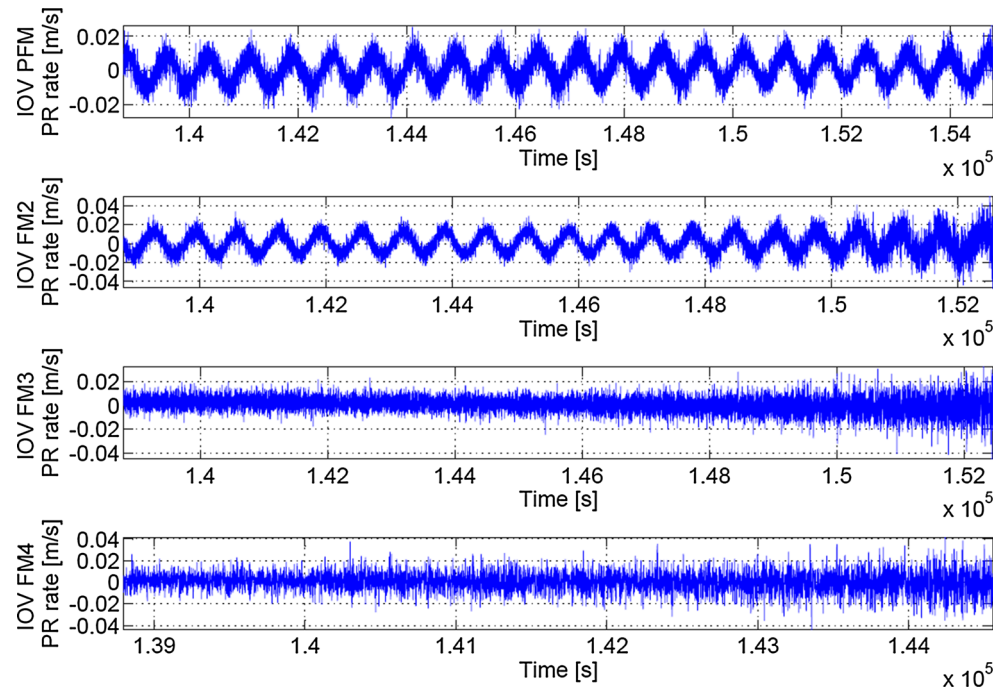 IOV PFM
PR rate [m/s]
0.02
0
-0.02
1.4 1.42 1.44 1.46 1.48 1.5 1.52 1.54
Time [s]
x 10^5
IOV FM2
PR rate [m/s]
0.04
0.02
0
-0.02
-0.04
1.4 1.42 1.44 1.46 1.48 1.5 1.52
Time [s]
x 10^5
IOV FM3
PR rate [m/s]
0.02
0
-0.02
-0.04
1.4 1.42 1.44 1.46 1.48 1.5 1.52
Time [s]
x 10^5
IOV FM4
PR rate [m/s]
0.04
0.02
0
-0.02
-0.04
1.39 1.4 1.41 1.42 1.43 1.44
Time [s]
x 10^5